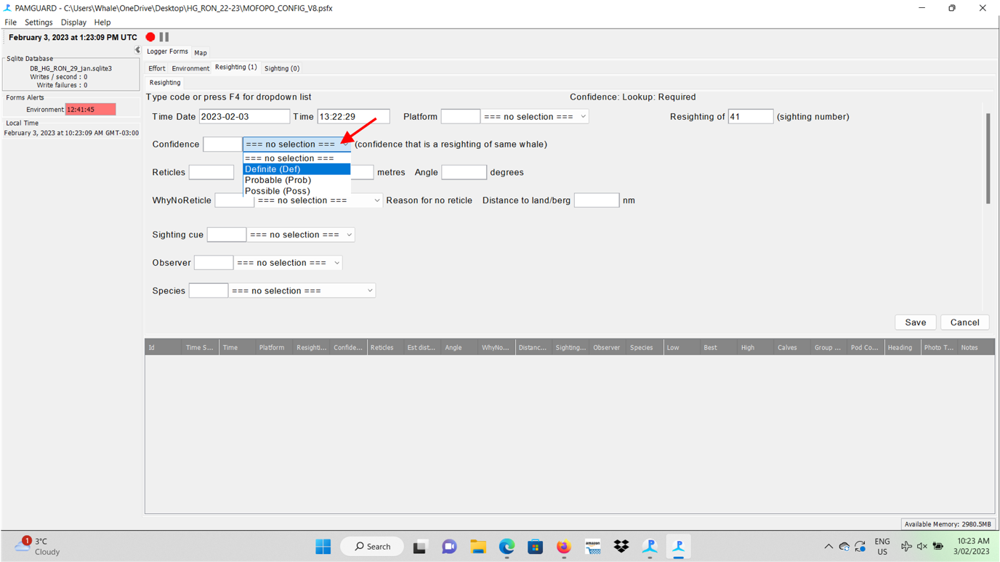 PAMGUARD - C:\Users\Whale\OneDrive\Desktop\HG_RON_22-23\MOFOPO_CONFIG_V8.psfx
File Settings Display Help
February 3, 2023 at 1:23:09 PM UTC
Sqlite Database
DB_HG_RON_29_jan.sqlite3
Writes / second : 0
Write failures : 0
Forms Alerts
Environment 12:41:45
Local Time
February 3, 2023 at 10:23:09 AM GMT-03:00
Logger Forms Map
Effort Environment Resighting (1) Sighting (0)
Resighting
Type code or press F4 for dropdown list Confidence: Lookup: Required
Time Date 2023-02-03 Time 13:22:29 Platform === no selection === Resighting of 41 (sighting number)
Confidence === no selection === (confidence that is a resighting of same whale)
=== no selection ===
Definite (Def)
Probable (Prob)
Possible (Poss)
Reticles metres Angle degrees
WhyNoReticle === no selection === Reason for no reticle Distance to land/berg nm
Sighting cue === no selection ===
Observer === no selection ===
Species === no selection ===
Save Cancel
Id Time S... Time Platform Resighti... Confide... Reticles Est dist... Angle WhyNo... Distanc... Sighting... Observer Species Low Best High Calves Group ... Pod Co... Heading Photo T... Notes
Available Memory: 2980.5MB
1 3°C
Cloudy
Search
amazon
ENG
US
10:23 AM
3/02/2023